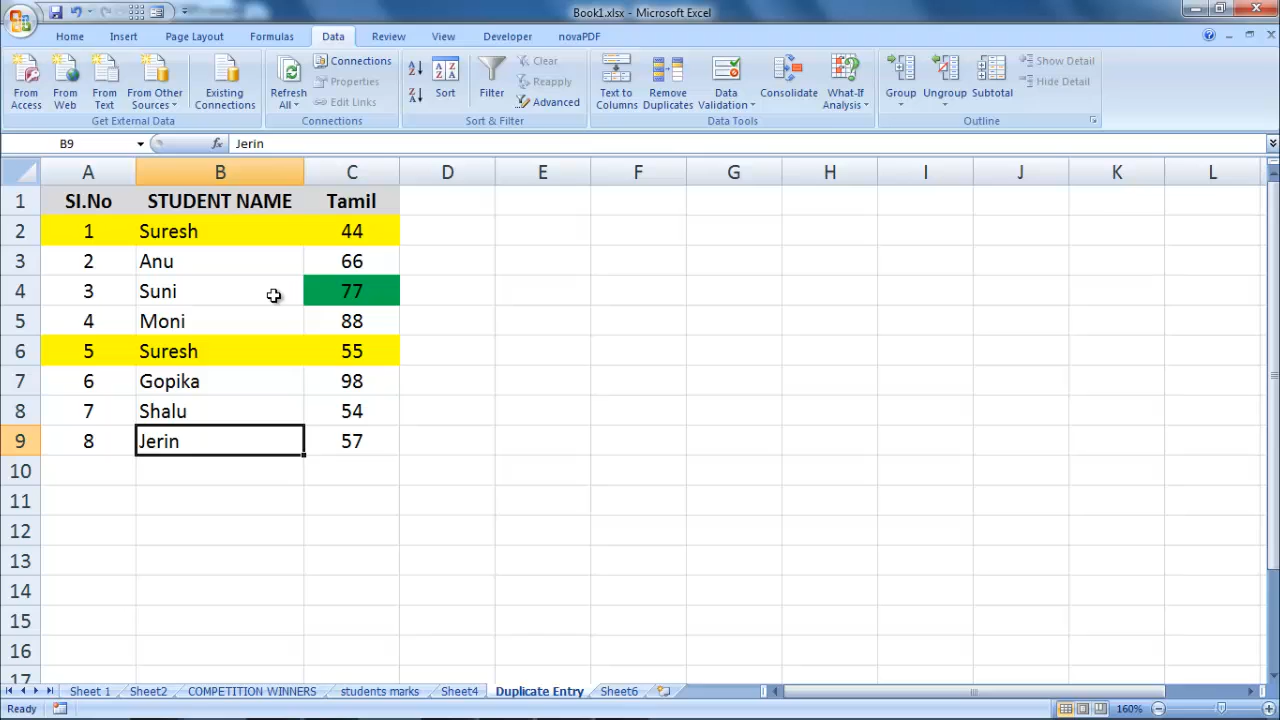 Book1.xlsx - Microsoft Excel
Home Insert Page Layout Formulas Data Review View Developer novaPDF
From Access
From Web
From Text
From Other Sources
Existing Connections
Get External Data
Refresh All
Connections
Properties
Edit Links
Connections
Sort
Filter
Clear
Reapply
Advanced
Sort & Filter
Text to Columns
Remove Duplicates
Data Validation
Consolidate
What-If Analysis
Data Tools
Group
Ungroup
Subtotal
Show Detail
Hide Detail
Outline
B9 fx Jerin
A B C D E F G H I J K L
1 SI.No STUDENT NAME Tamil
2 1 Suresh 44
3 2 Anu 66
4 3 Suni 77
5 4 Moni 88
6 5 Suresh 55
7 6 Gopika 98
8 7 Shalu 54
9 8 Jerin 57
10
11
12
13
14
15
16
17
Sheet 1 Sheet2 COMPETITION WINNERS students marks Sheet4 Duplicate Entry Sheet6
Ready 160%